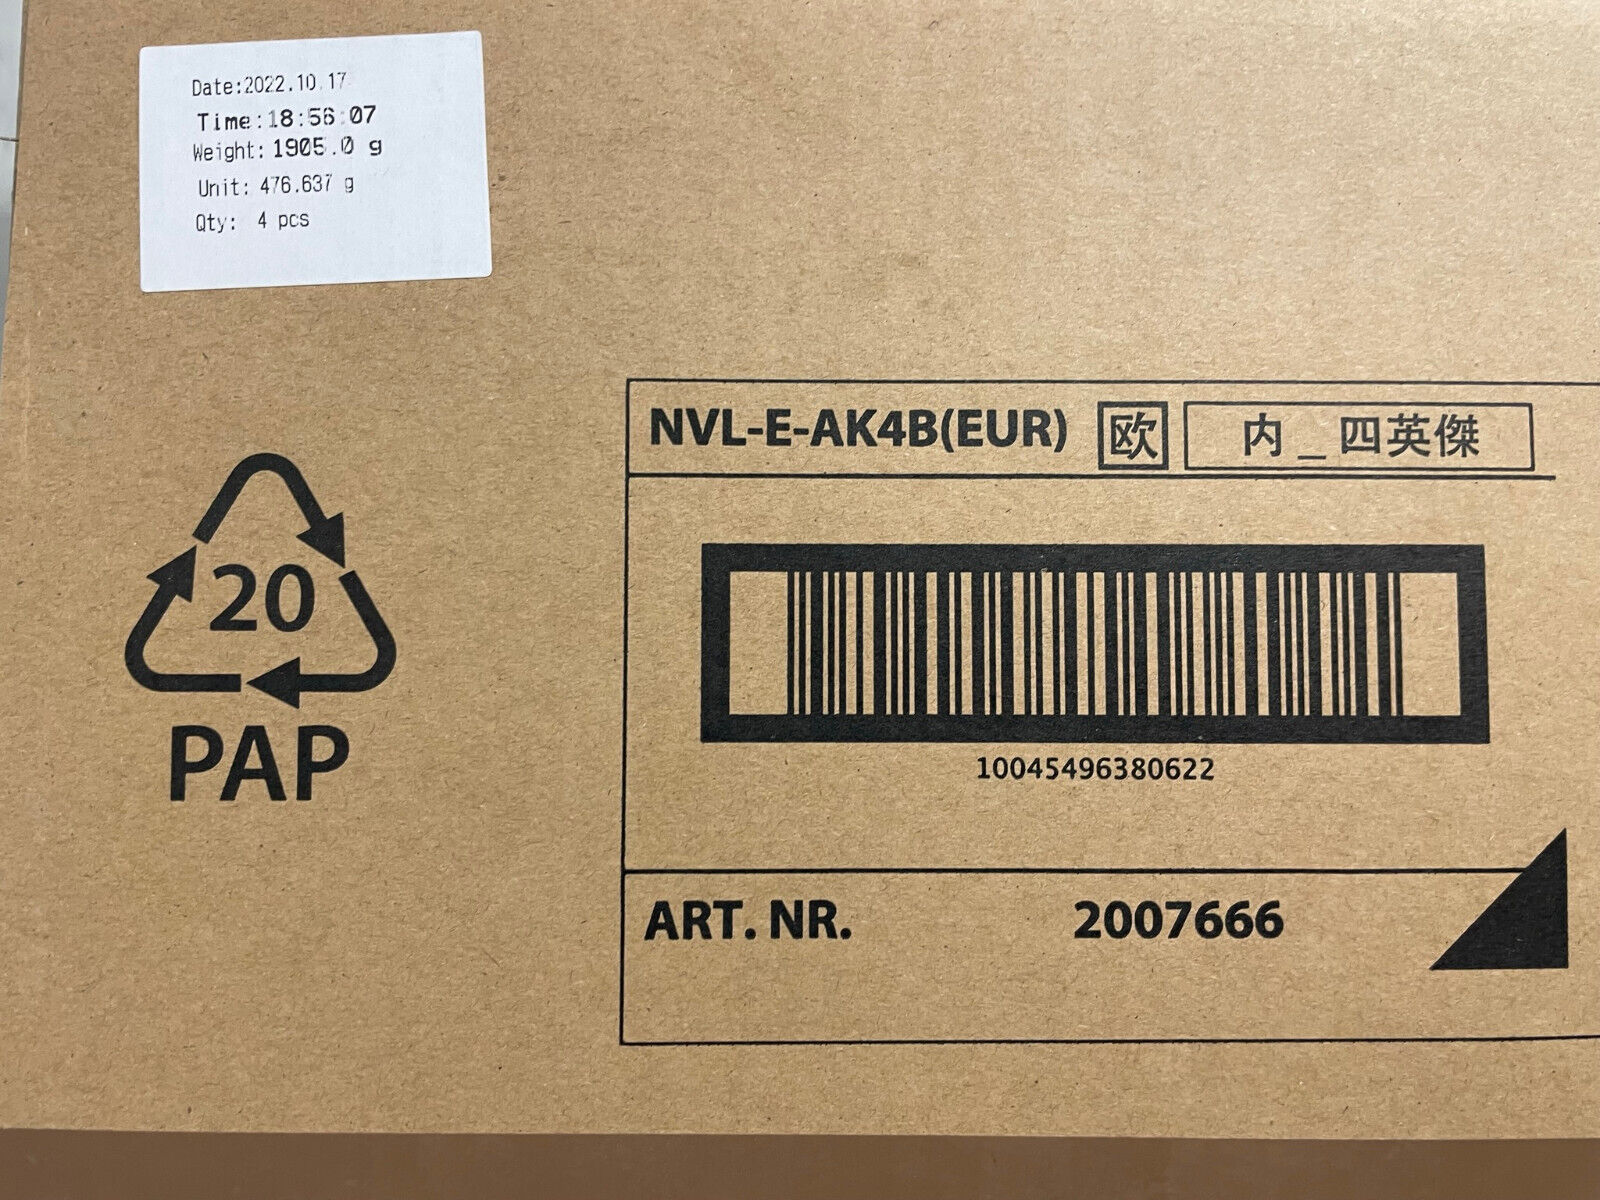 Date:2022.10.17
Time:18:56:07
Weight: 1905.0 g
Unit: 476.637 g
Qty: 4 pcs
NVL-E-AK4B(EUR) 欧 内_四英傑
20
PAP
10045496380622
ART. NR. 2007666